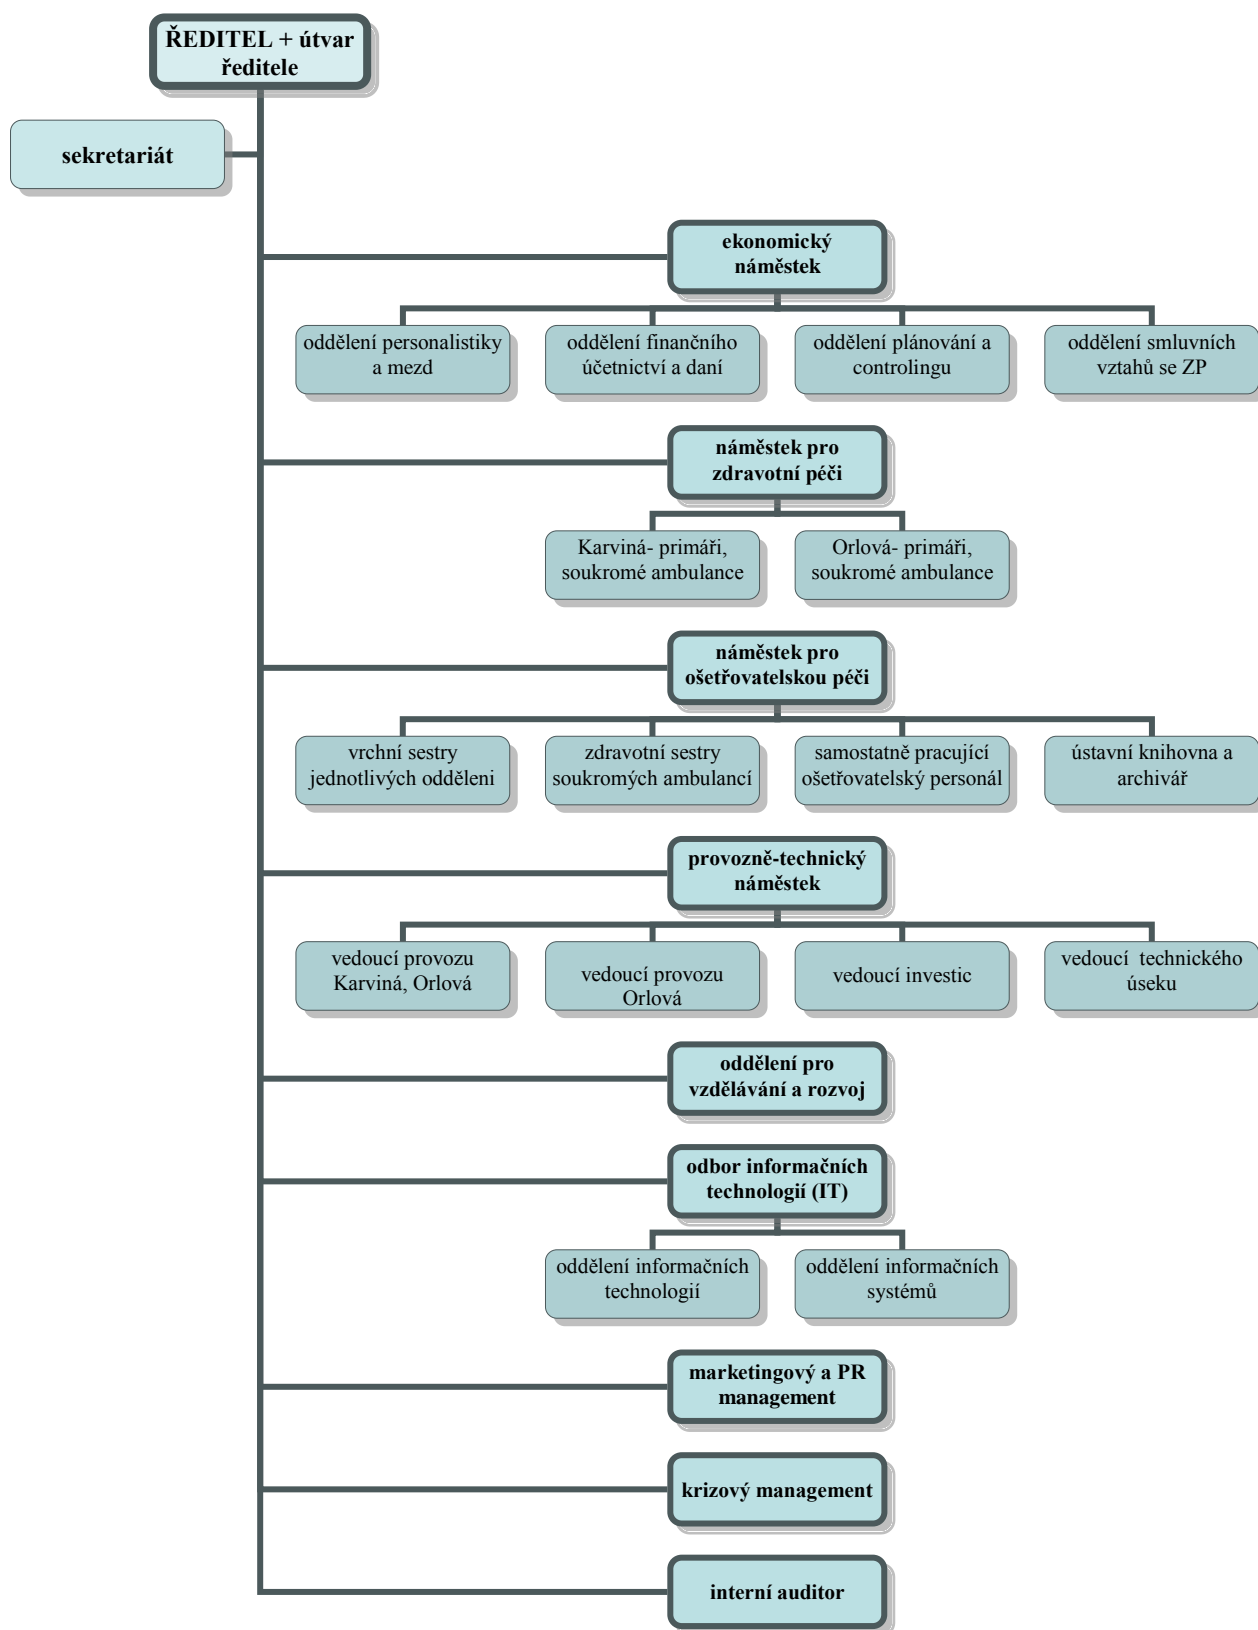 ŘEDITEL + útvar
ředitele
sekretariát
ekonomický
náměstek
oddělení personalistiky
a mezd
oddělení finančního
účetnictví a daní
oddělení plánování a
controlingu
oddělení smluvních
vztahů se ZP
náměstek pro
zdravotní péči
Karviná- primáři,
soukromé ambulance
Orlová- primáři,
soukromé ambulance
náměstek pro
ošetřovatelskou péči
vrchní sestry
jednotlivých odděleni
zdravotní sestry
soukromých ambulancí
samostatně pracující
ošetřovatelský personál
ústavní knihovna a
archivář
provozně-technický
náměstek
vedoucí provozu
Karviná, Orlová
vedoucí provozu
Orlová
vedoucí investic
vedoucí  technického
úseku
oddělení pro
vzdělávání a rozvoj
odbor informačních
technologií (IT)
oddělení informačních
technologií
oddělení informačních
systémů
marketingový a PR
management
krizový management
interní auditor